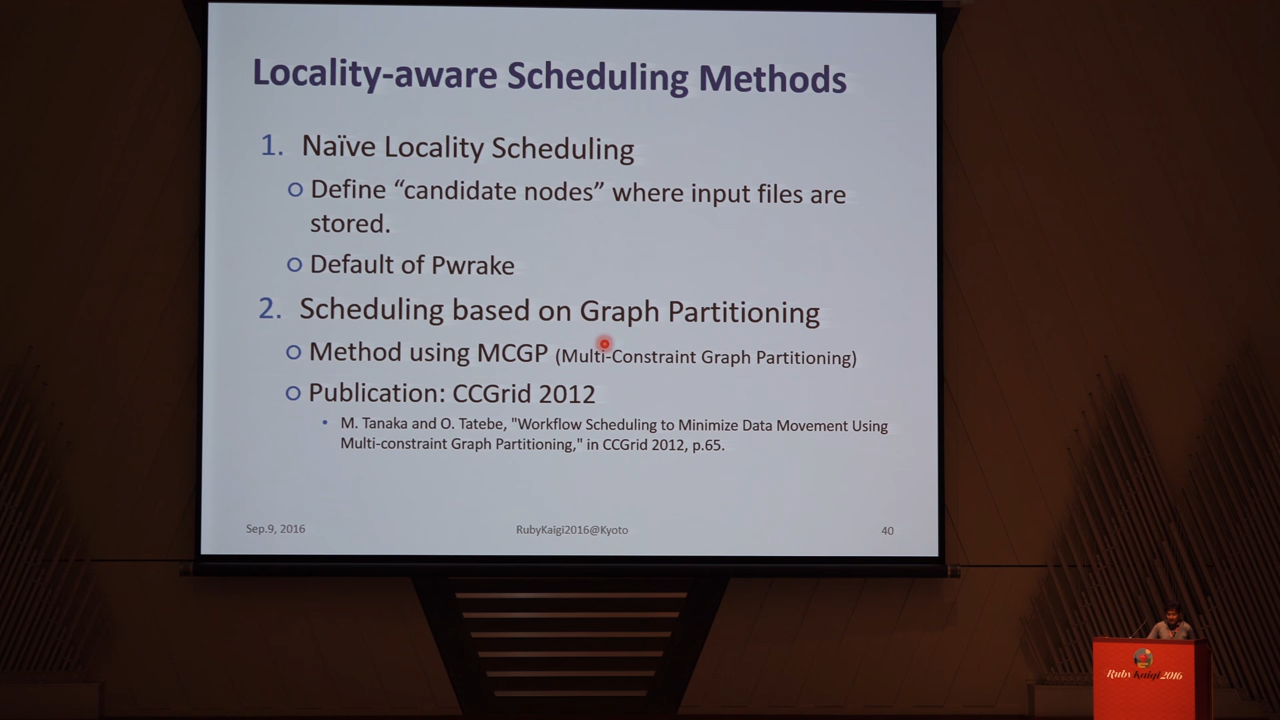 Locality-aware Scheduling Methods
1. Naïve Locality Scheduling
Define “candidate nodes” where input files are
stored.
Default of Pwrake
2. Scheduling based on Graph Partitioning
Method using MCGP (Multi-Constraint Graph Partitioning)
Publication: CCGrid 2012
• M. Tanaka and O. Tatebe, "Workflow Scheduling to Minimize Data Movement Using
Multi-constraint Graph Partitioning," in CCGrid 2012, p.65.
Sep.9, 2016 RubyKaigi2016@Kyoto 40
RubyKaigi2016